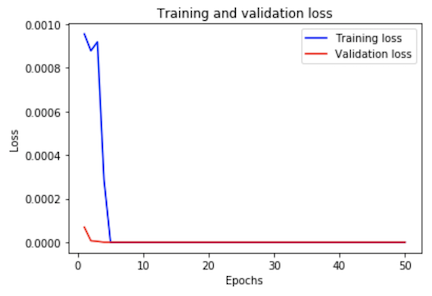 Training and validation loss
0.0010
0.0008
0.0006
0.0004
0.0002
0.0000
Loss
Training loss
Validation loss
0
10
20
30
40
50
Epochs